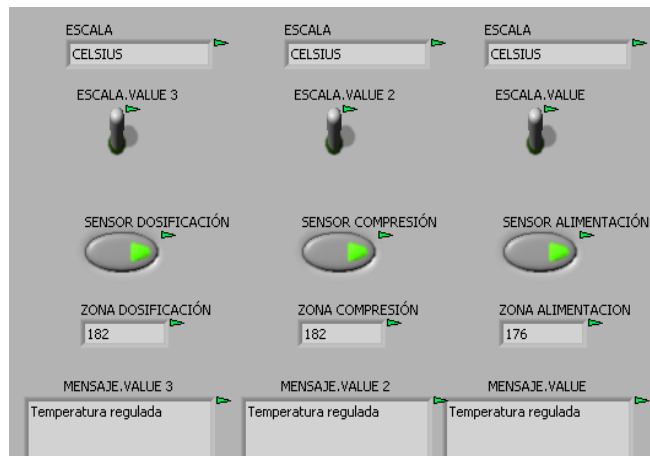 ESCALA ESCALA ESCALA
CELSIUS CELSIUS CELSIUS
ESCALA.VALUE 3 ESCALA.VALUE 2 ESCALA.VALUE
SENSOR DOSIFICACIÓN SENSOR COMPRESIÓN SENSOR ALIMENTACIÓN
ZONA DOSIFICACIÓN ZONA COMPRESIÓN ZONA ALIMENTACION
182 182 176
MENSAJE.VALUE 3 MENSAJE.VALUE 2 MENSAJE.VALUE
Temperatura regulada Temperatura regulada Temperatura regulada